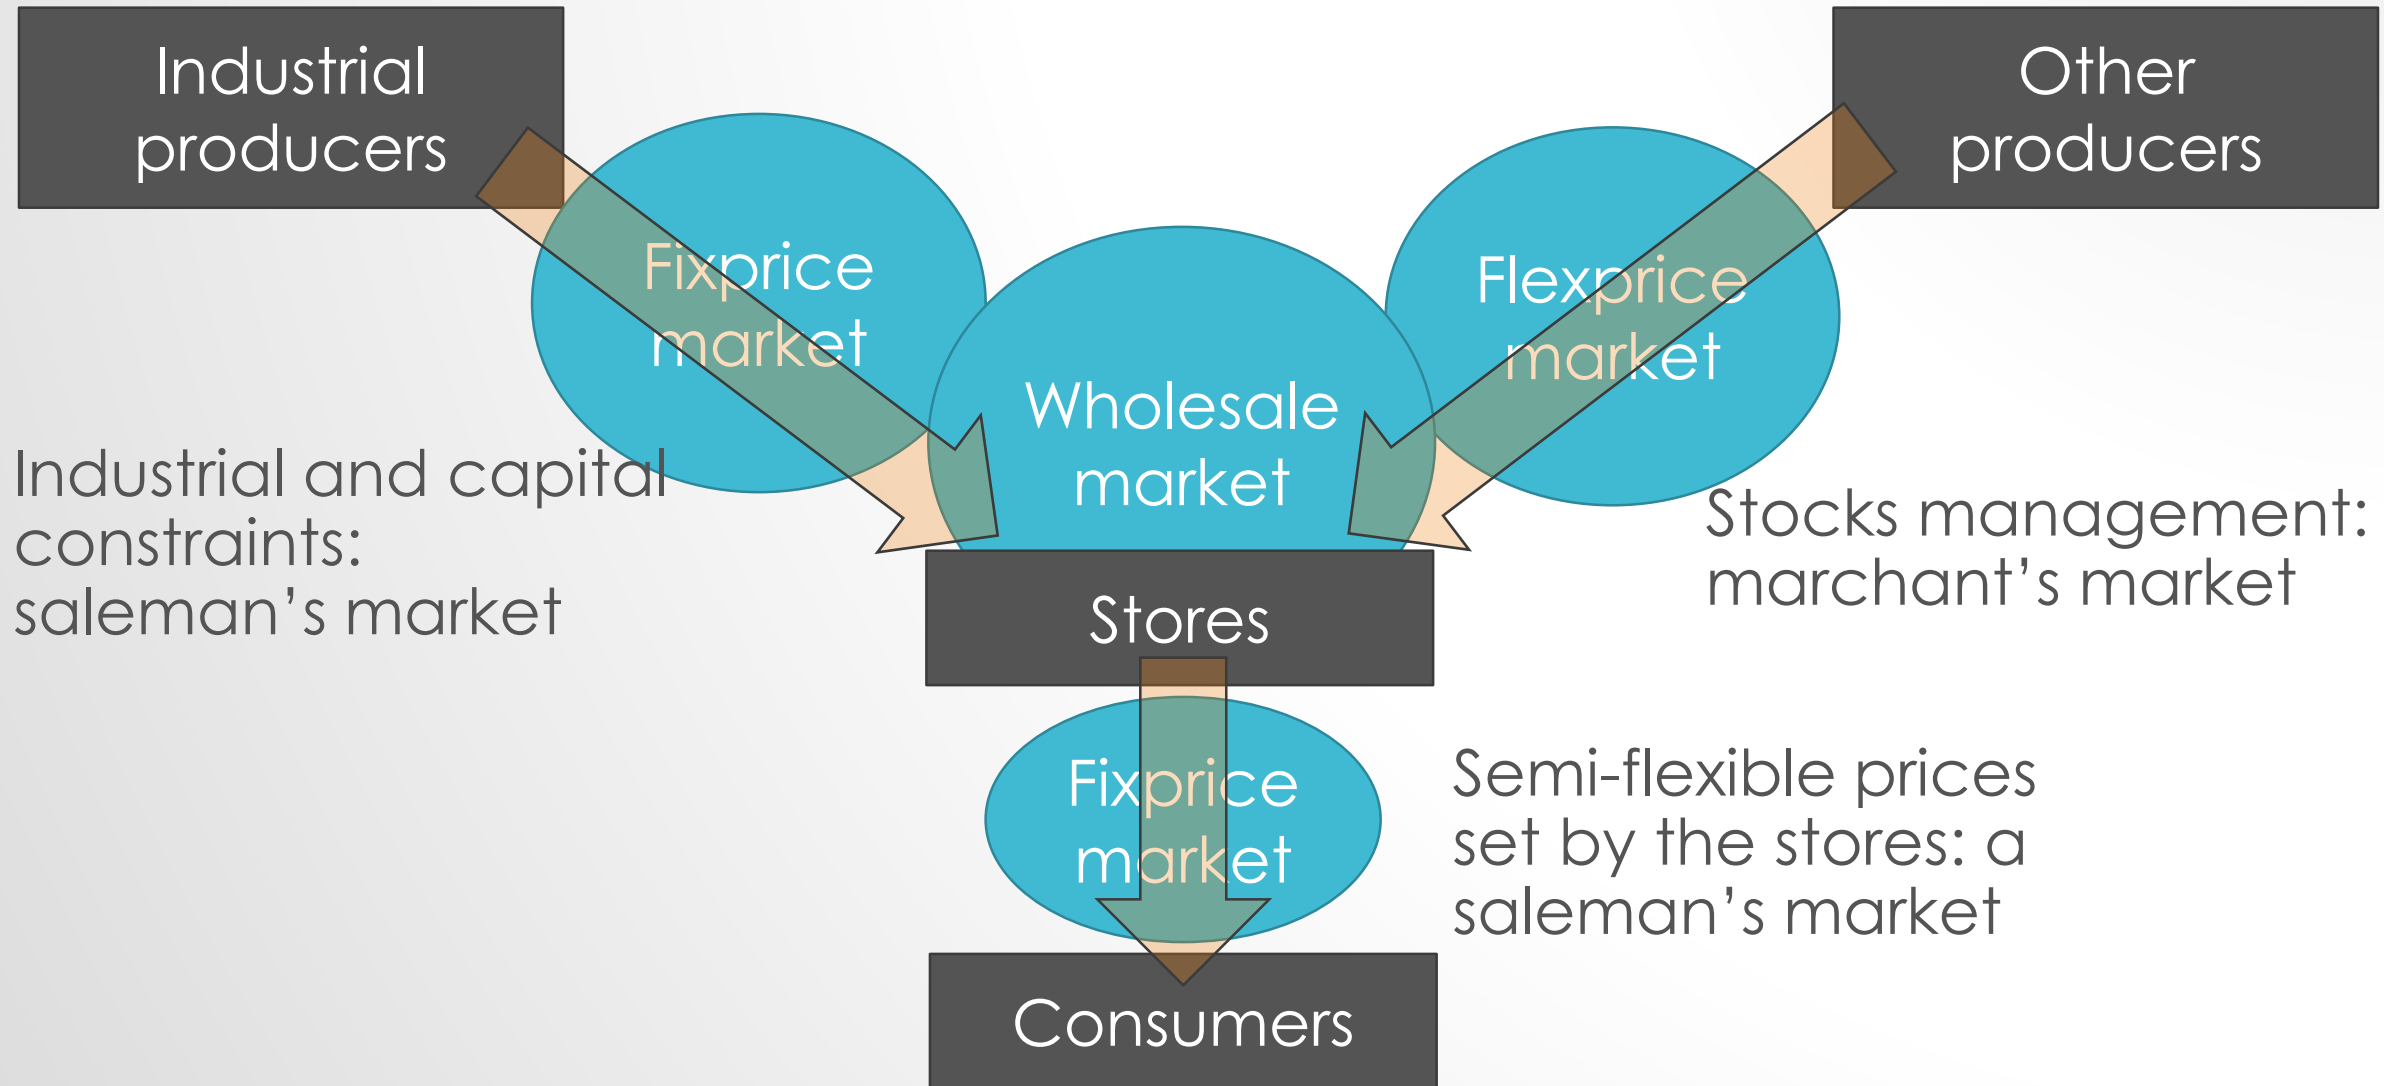 Industrial
producers
Other
producers
Fixprice
market
Flexprice
market
Wholesale
market
Industrial and capital
constraints:
saleman’s market
Stocks management:
marchant’s market
Stores
Fixprice
market
Semi-flexible prices
set by the stores: a
saleman’s market
Consumers